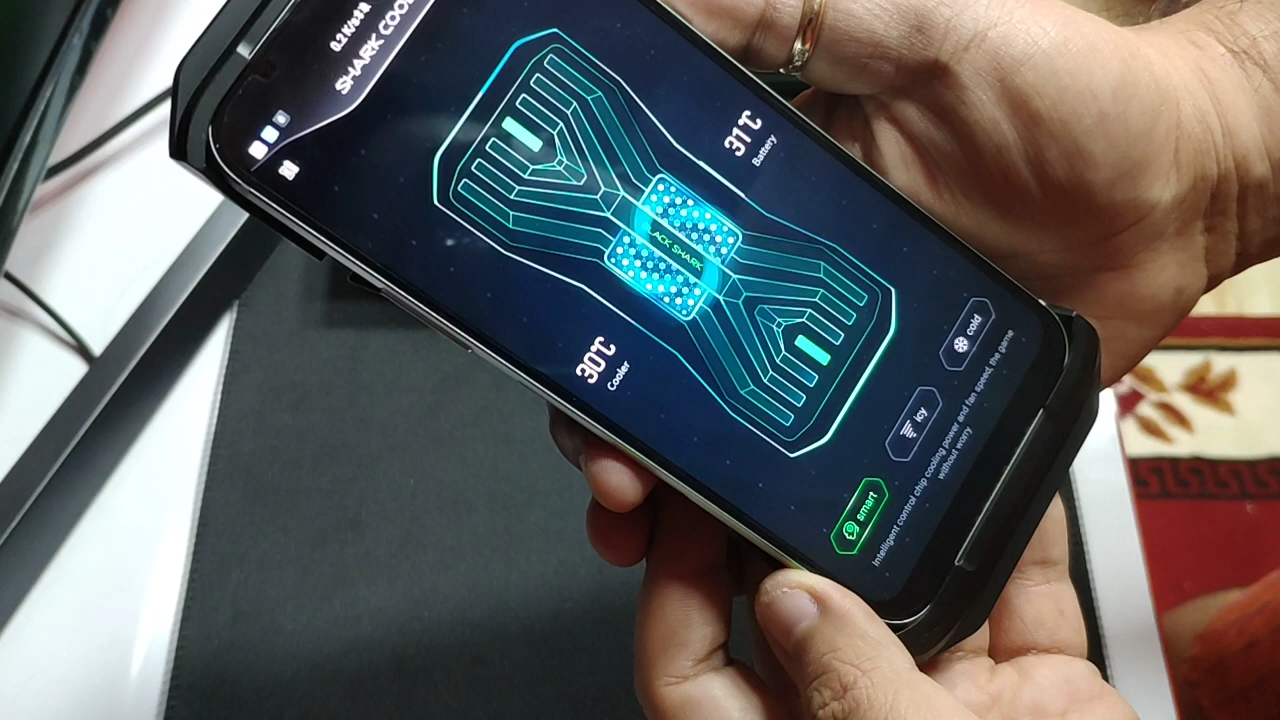 SHARK COO
31℃
Battery
BLACK SHARK
30℃
Cooler
smart
icy
cold
Intelligent control chip cooling power and fan speed, the game
without worry